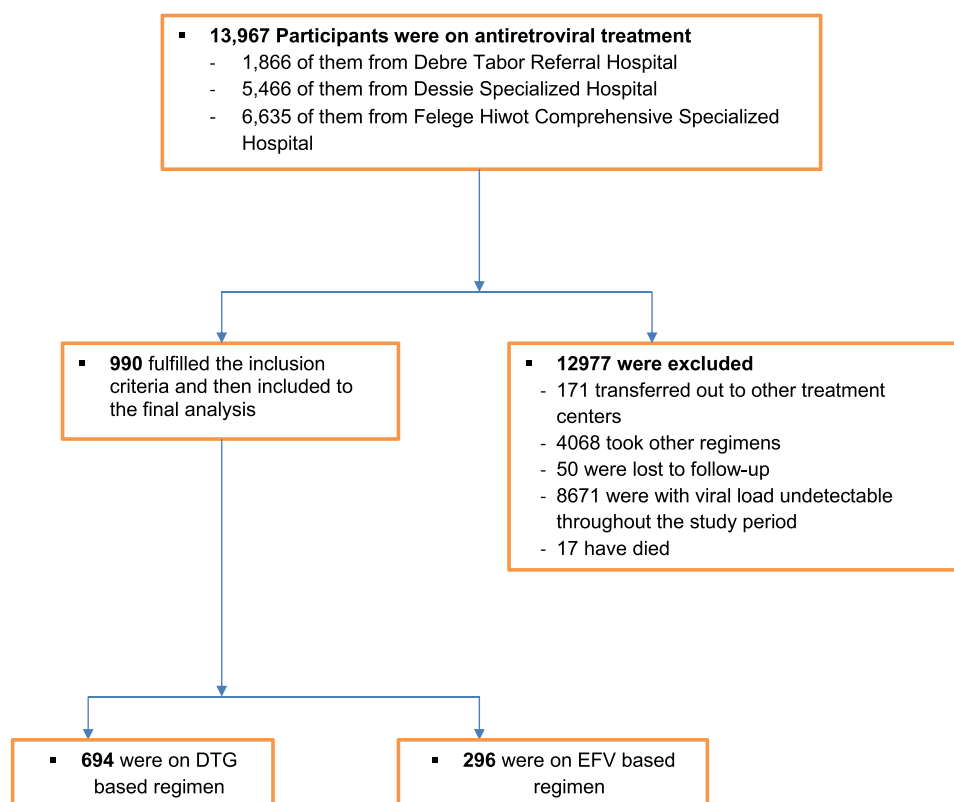 ▪ 13,967 Participants were on antiretroviral treatment
- 1,866 of them from Debre Tabor Referral Hospital
- 5,466 of them from Dessie Specialized Hospital
- 6,635 of them from Felege Hiwot Comprehensive Specialized
Hospital
▪ 990 fulfilled the inclusion
criteria and then included to
the final analysis
▪ 12977 were excluded
- 171 transferred out to other treatment
centers
- 4068 took other regimens
- 50 were lost to follow-up
- 8671 were with viral load undetectable
throughout the study period
- 17 have died
▪ 694 were on DTG
based regimen
▪ 296 were on EFV based
regimen